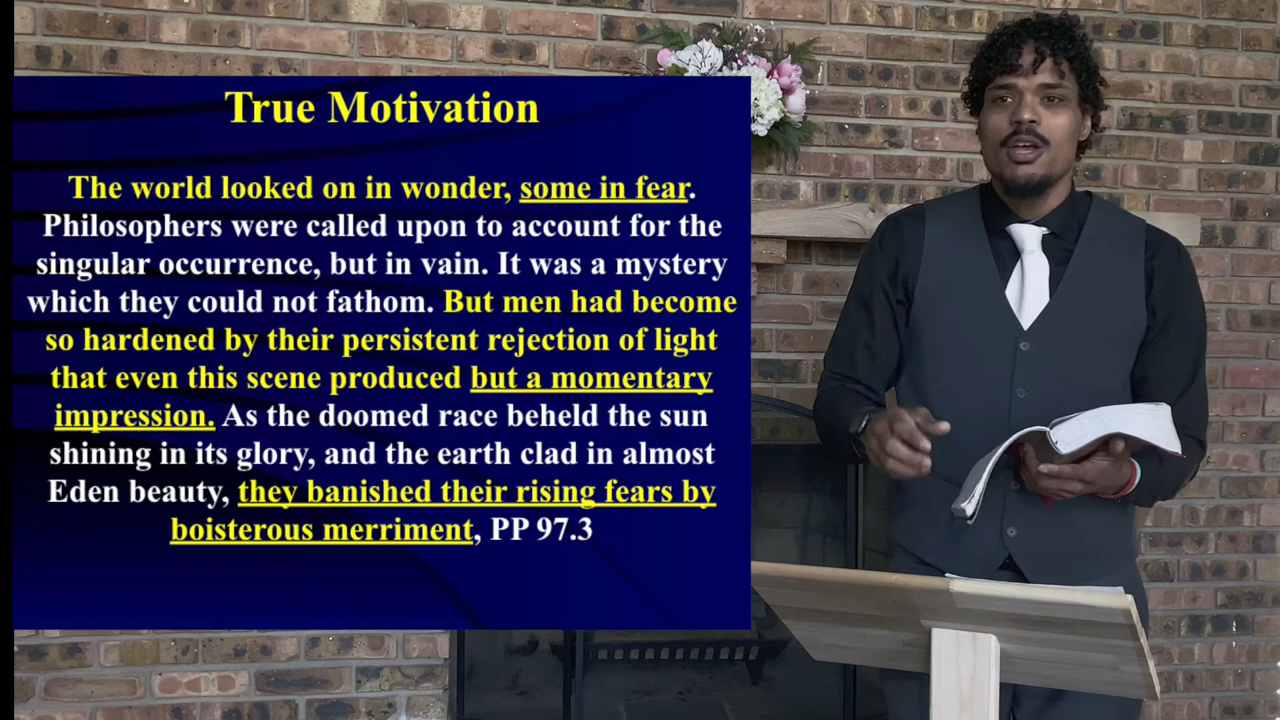 True Motivation
The world looked on in wonder, some in fear.
Philosophers were called upon to account for the
singular occurrence, but in vain. It was a mystery
which they could not fathom. But men had become
so hardened by their persistent rejection of light
that even this scene produced but a momentary
impression. As the doomed race beheld the sun
shining in its glory, and the earth clad in almost
Eden beauty, they banished their rising fears by
boisterous merriment, PP 97.3